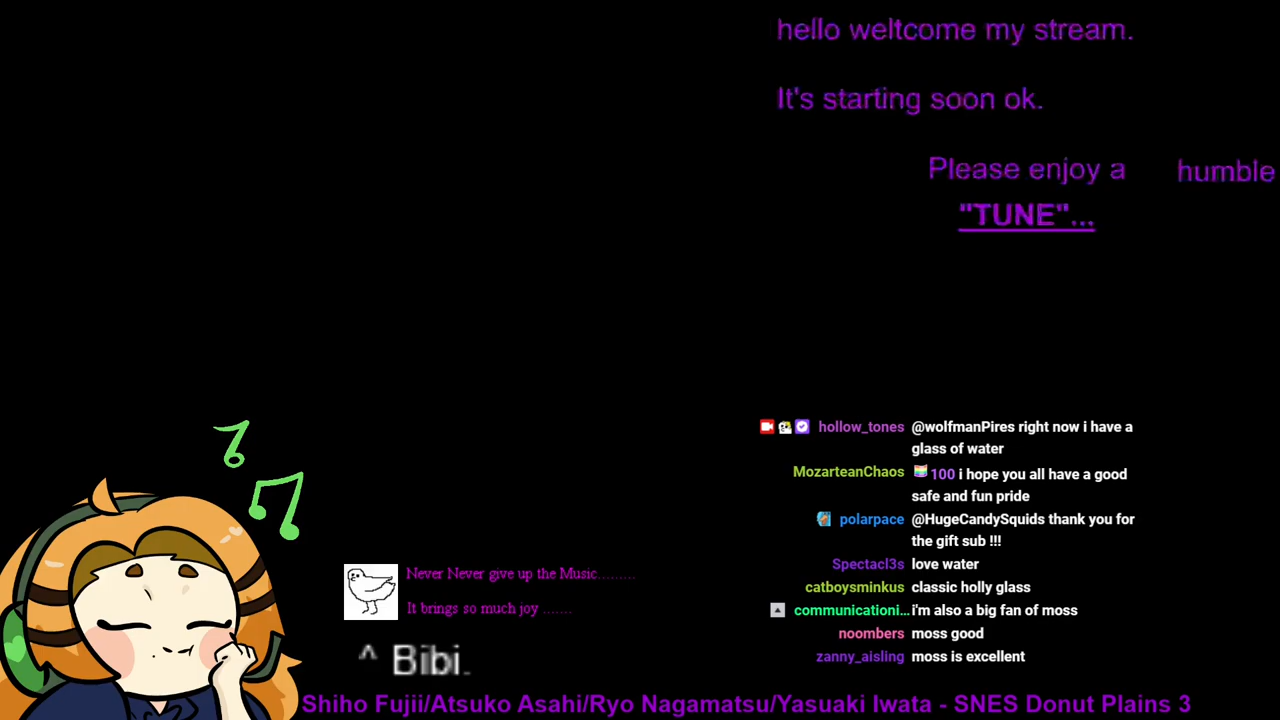 hello weltcome my stream.
It's starting soon ok.
Please enjoy a humble
"TUNE"...
hollow_tones @wolfmanPires right now i have a
glass of water
MozarteanChaos 100 i hope you all have a good
safe and fun pride
polarpace @HugeCandySquids thank you for
the gift sub !!!
Spectacl3s love water
catboysminkus classic holly glass
communicationi... i'm also a big fan of moss
noombers moss good
zanny_aisling moss is excellent
Never Never give up the Music.........
It brings so much joy .......
^ Bibi.
Shiho Fujii/Atsuko Asahi/Ryo Nagamatsu/Yasuaki Iwata - SNES Donut Plains 3